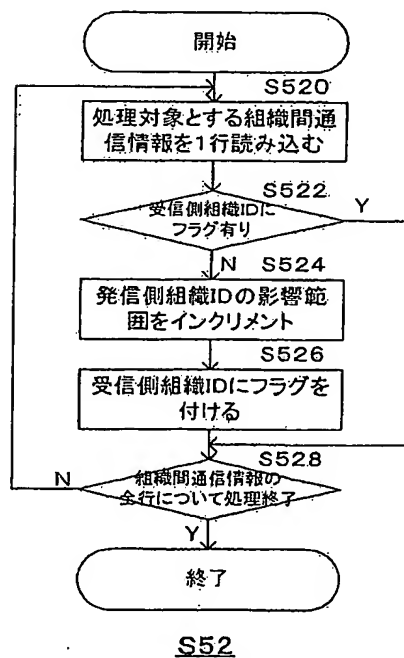 開始
S520
処理対象とする組織間通
信情報を1行読み込む
S522
受信側組織IDに
フラグ有り
Y
N
S524
発信側組織IDの影響範
囲をインクリメント
S526
受信側組織IDにフラグを
付ける
S528
組織間通信情報の
全行について処理終了
N
Y
終了
S52